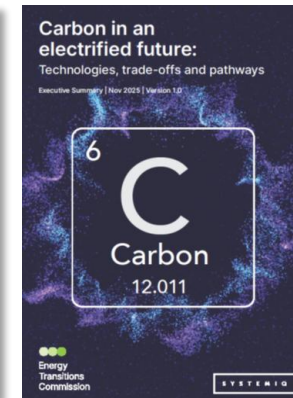 Carbon in an
electrified future:
Technologies, trade-offs and pathways
Executive Summary | Nov 2025 | Version 1.0
6
C
Carbon
12.011
Energy
Transitions
Commission
SYSTEMIQ